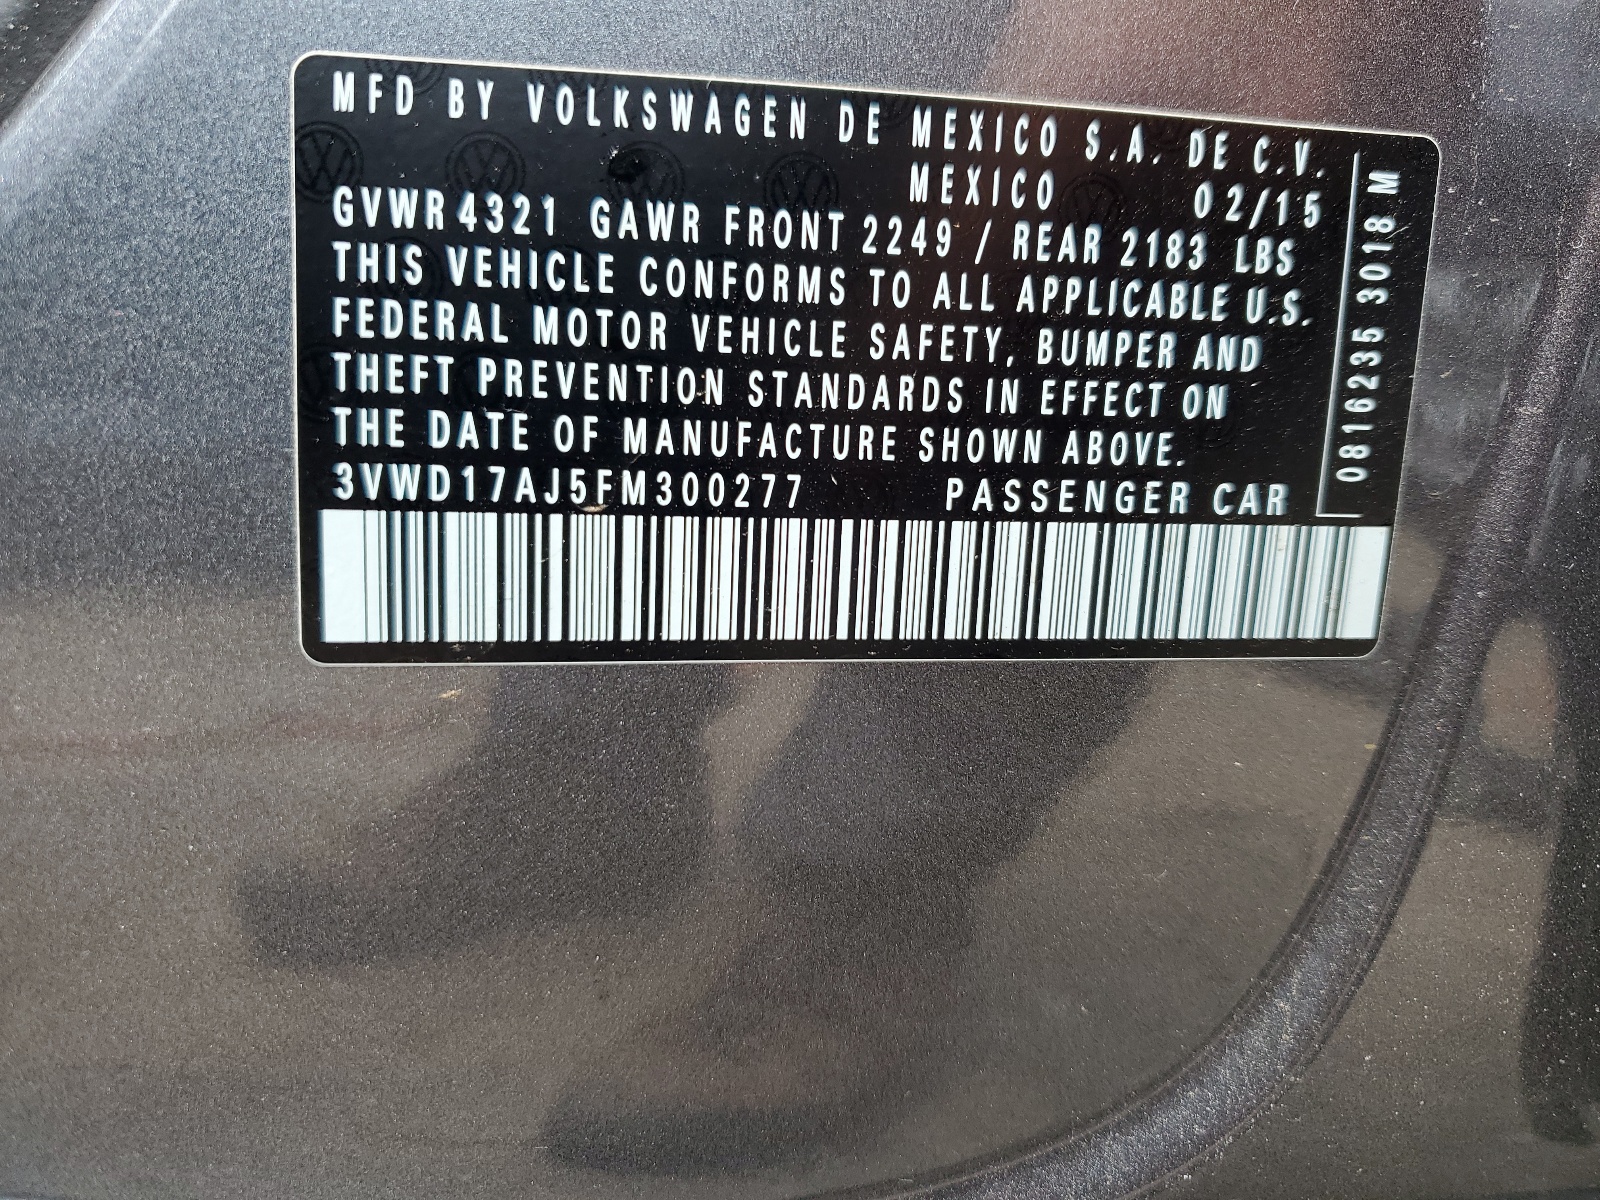 MFD BY VOLKSWAGEN DE MEXICO S.A. DE C.V.
MEXICO 02/15
GVWR 4321 GAWR FRONT 2249 / REAR 2183 LBS
THIS VEHICLE CONFORMS TO ALL APPLICABLE U.S.
FEDERAL MOTOR VEHICLE SAFETY, BUMPER AND
THEFT PREVENTION STANDARDS IN EFFECT ON
THE DATE OF MANUFACTURE SHOWN ABOVE.
3VWD17AJ5FM300277 PASSENGER CAR
0816235 3018 M